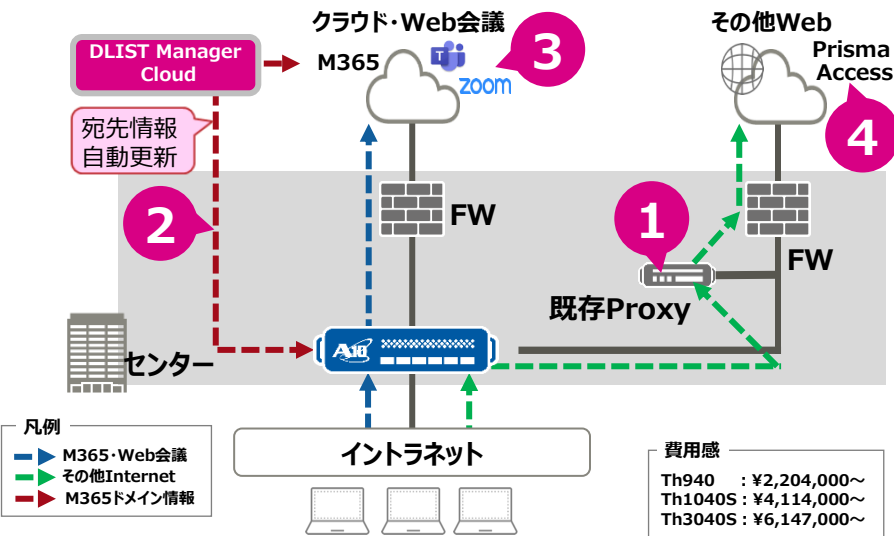 クラウド・Web会議
その他Web
DLIST Manager
Cloud
M365
T
zoom
3
Prisma
Access
4
宛先情報
自動更新
2
FW
1
FW
既存Proxy
A10
センター
凡例
M365・Web会議
その他Internet
M365ドメイン情報
イントラネット
費用感
Th940 : ¥2,204,000～
Th1040S : ¥4,114,000～
Th3040S : ¥6,147,000～